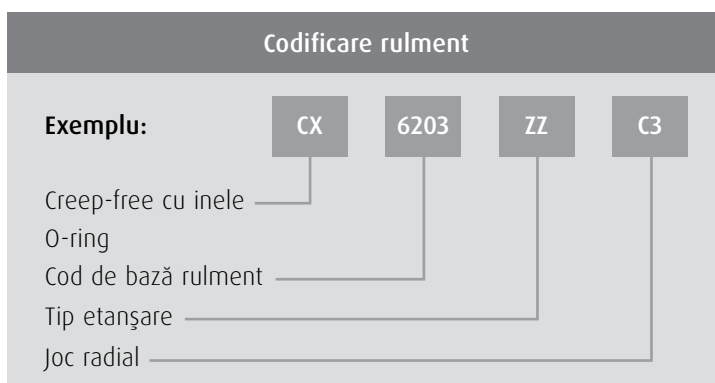 Codificare rulment
Exemplu: CX 6203 ZZ C3
Creep-free cu inele
O-ring
Cod de bază rulment
Tip etanşare
Joc radial